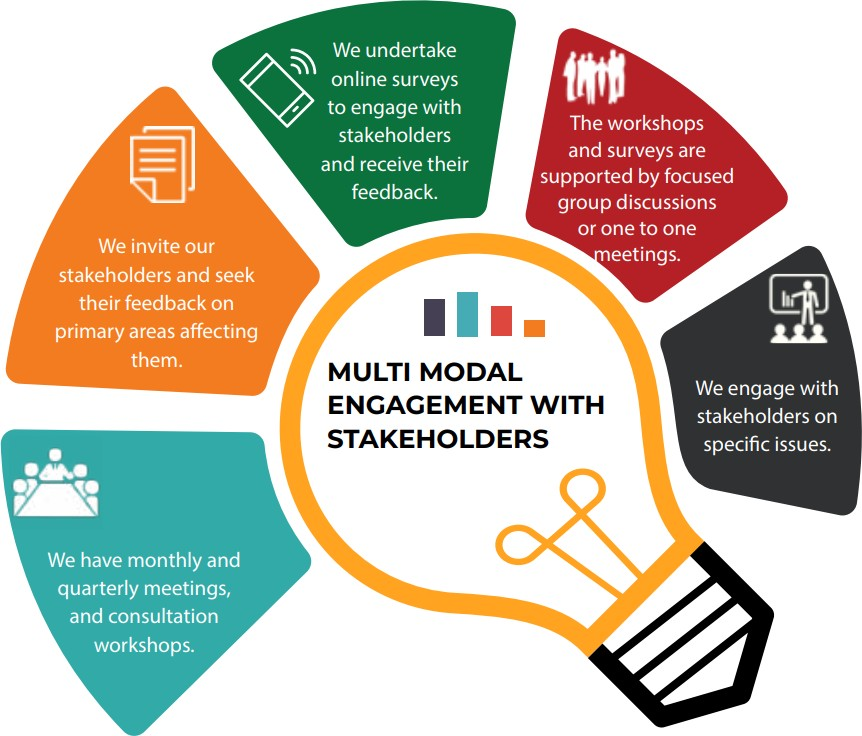 We undertake
online surveys
to engage with
stakeholders
and receive their
feedback.
The workshops
and surveys are
supported by focused
group discussions
or one to one
meetings.
We invite our
stakeholders and seek
their feedback on
primary areas affecting
them.
We engage with
stakeholders on
specific issues.
MULTI MODAL
ENGAGEMENT WITH
STAKEHOLDERS
We have monthly and
quarterly meetings,
and consultation
workshops.